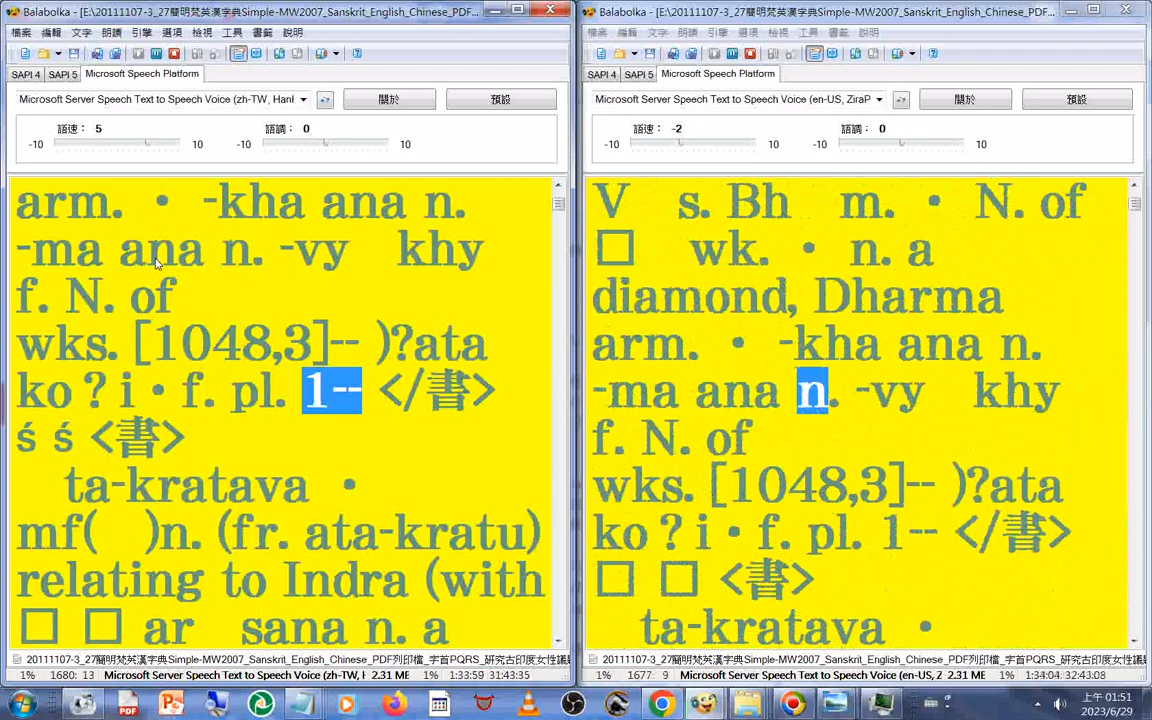 Balabolka - [E:\20111107-3_27簡明梵英漢字典Simple-MW2007_Sanskrit_English_Chinese_PDF...
檔案 編輯 文字 朗讀 引擎 選項 檢視 工具 書籤 說明
SAPI 4 SAPI 5 Microsoft Speech Platform
Microsoft Server Speech Text to Speech Voice (zh-TW, Hanl 關於 預設
語速： 5 語調： 0
-10 10 -10 10
arm. • -kha ana n.
-ma ana n. -vy khy
f. N. of
wks. [1048,3]-- )?ata
ko ? i • f. pl. 1-- </書>
ś ś <書>
ta-kratava •
mf( )n. (fr. ata-kratu)
relating to Indra (with
□ □ ar sana n. a
20111107-3_27簡明梵英漢字典Simple-MW2007_Sanskrit_English_Chinese_PDF列印檔_字首PQRS_研究古印度女性議題
1% 1680: 13 Microsoft Server Speech Text to Speech Voice (zh-TW, H 2.31 ME 1% 1:33:59 31:43:35
Balabolka - [E:\20111107-3_27簡明梵英漢字典Simple-MW2007_Sanskrit_English_Chinese_PDF...
檔案 編輯 文字 朗讀 引擎 選項 檢視 工具 書籤 說明
SAPI 4 SAPI 5 Microsoft Speech Platform
Microsoft Server Speech Text to Speech Voice (en-US, ZiraP 關於 預設
語速： -2 語調： 0
-10 10 -10 10
V s. Bh m. • N. of
□ wk. • n. a
diamond, Dharma
arm. • -kha ana n.
-ma ana n. -vy khy
f. N. of
wks. [1048,3]-- )?ata
ko ? i • f. pl. 1-- </書>
□ □ <書>
ta-kratava •
20111107-3_27簡明梵英漢字典Simple-MW2007_Sanskrit_English_Chinese_PDF列印檔_字首PQRS_研究古印度女性議
1% 1677: 9 Microsoft Server Speech Text to Speech Voice (en-US, Z 2.31 ME 1% 1:34:04 32:43:08
上午 01:51
2023/6/29